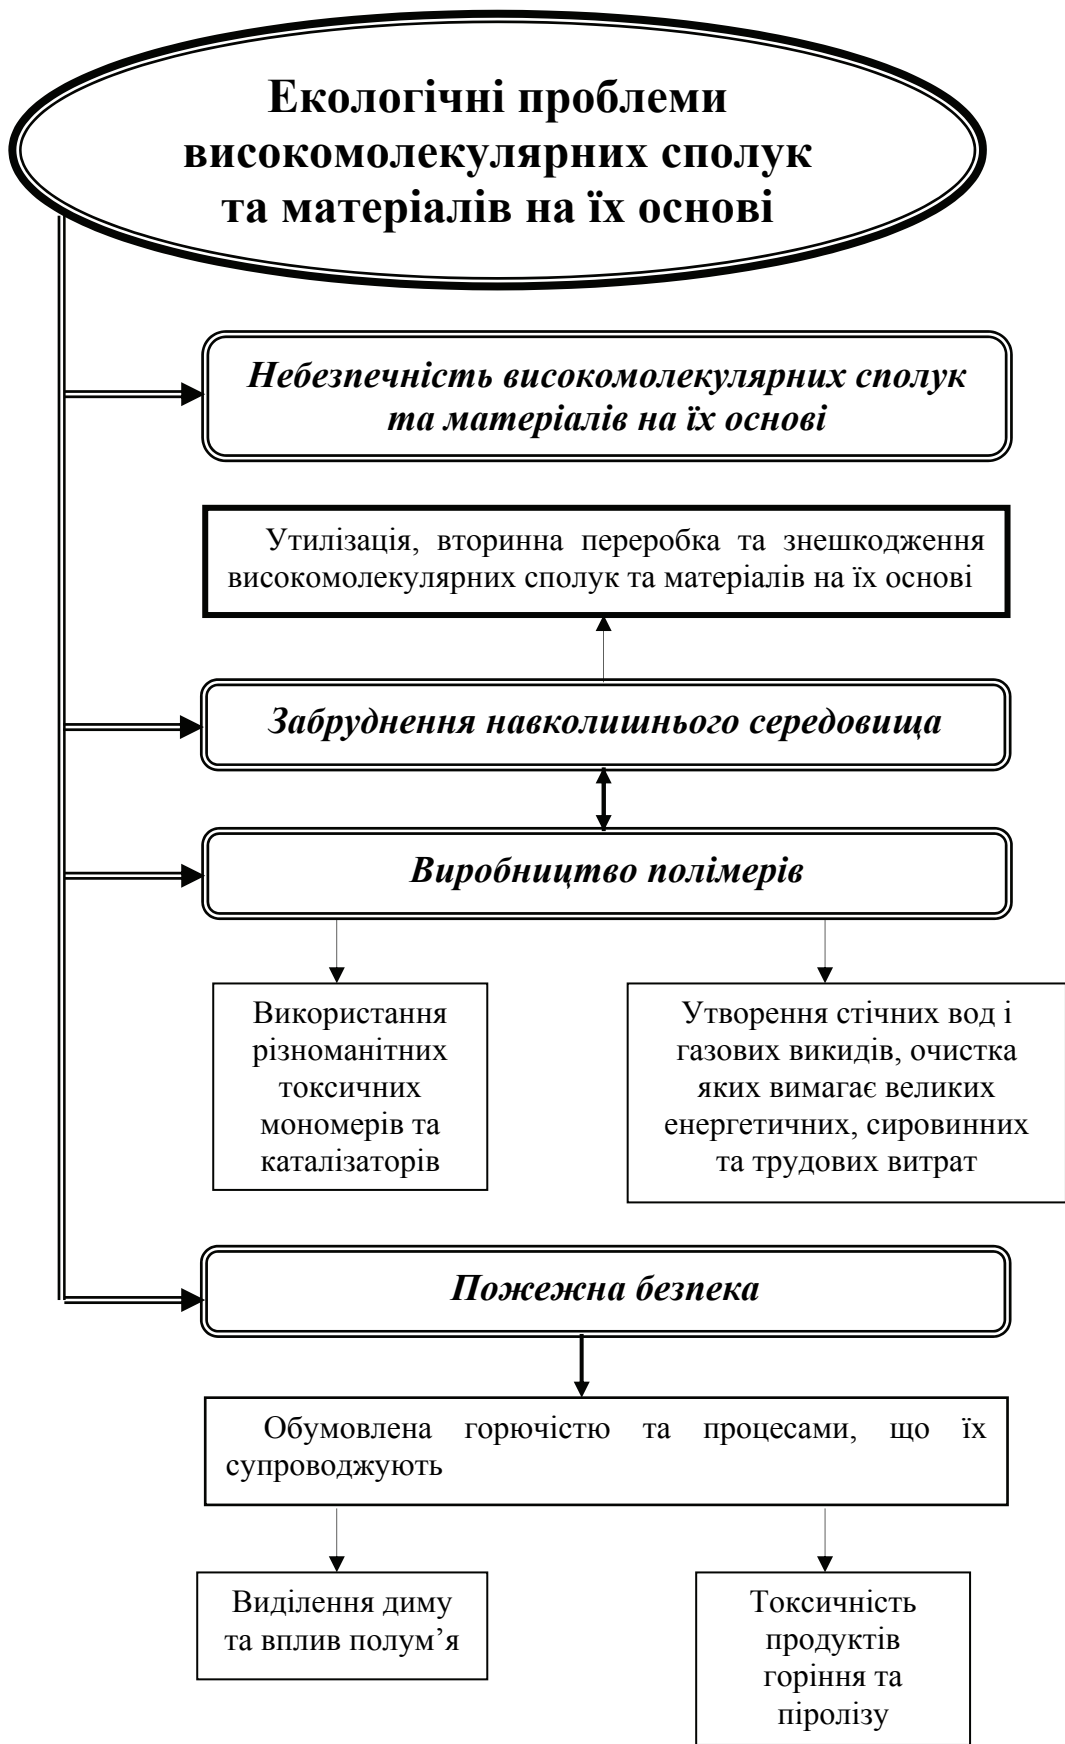 Екологічні проблеми
високомолекулярних сполук
та матеріалів на їх основі
Небезпечність високомолекулярних сполук
та матеріалів на їх основі
Утилізація, вторинна переробка та знешкодження
високомолекулярних сполук та матеріалів на їх основі
Забруднення навколишнього середовища
Виробництво полімерів
Використання
різноманітних
токсичних
мономерів та
каталізаторів
Утворення стічних вод і
газових викидів, очистка
яких вимагає великих
енергетичних, сировинних
та трудових витрат
Пожежна безпека
Обумовлена горючістю та процесами, що їх
супроводжують
Виділення диму
та вплив полум’я
Токсичність
продуктів
горіння та
піролізу